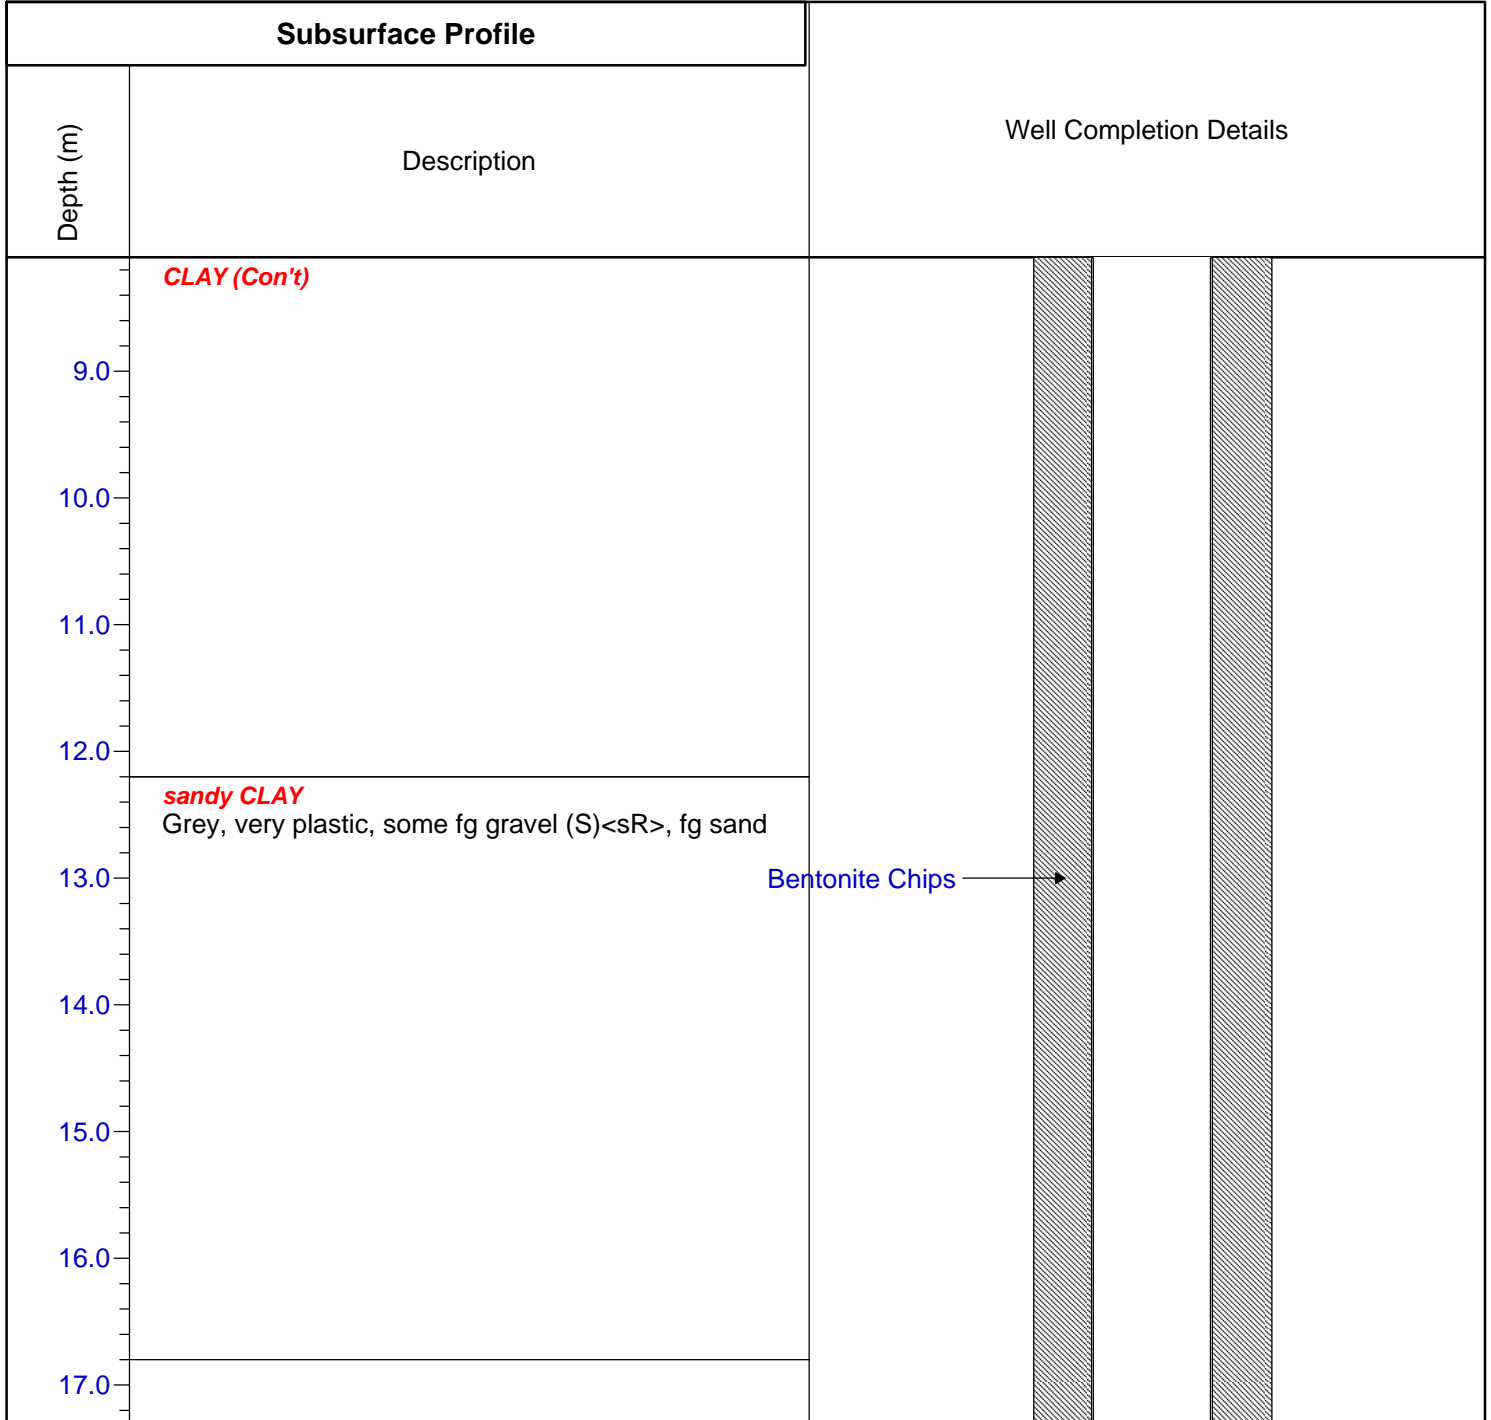 Subsurface Profile
Depth (m)
Description
Well Completion Details
CLAY (Con't)
9.0
10.0
11.0
12.0
sandy CLAY
Grey, very plastic, some fg gravel (S)<sR>, fg sand
13.0
Bentonite Chips
14.0
15.0
16.0
17.0